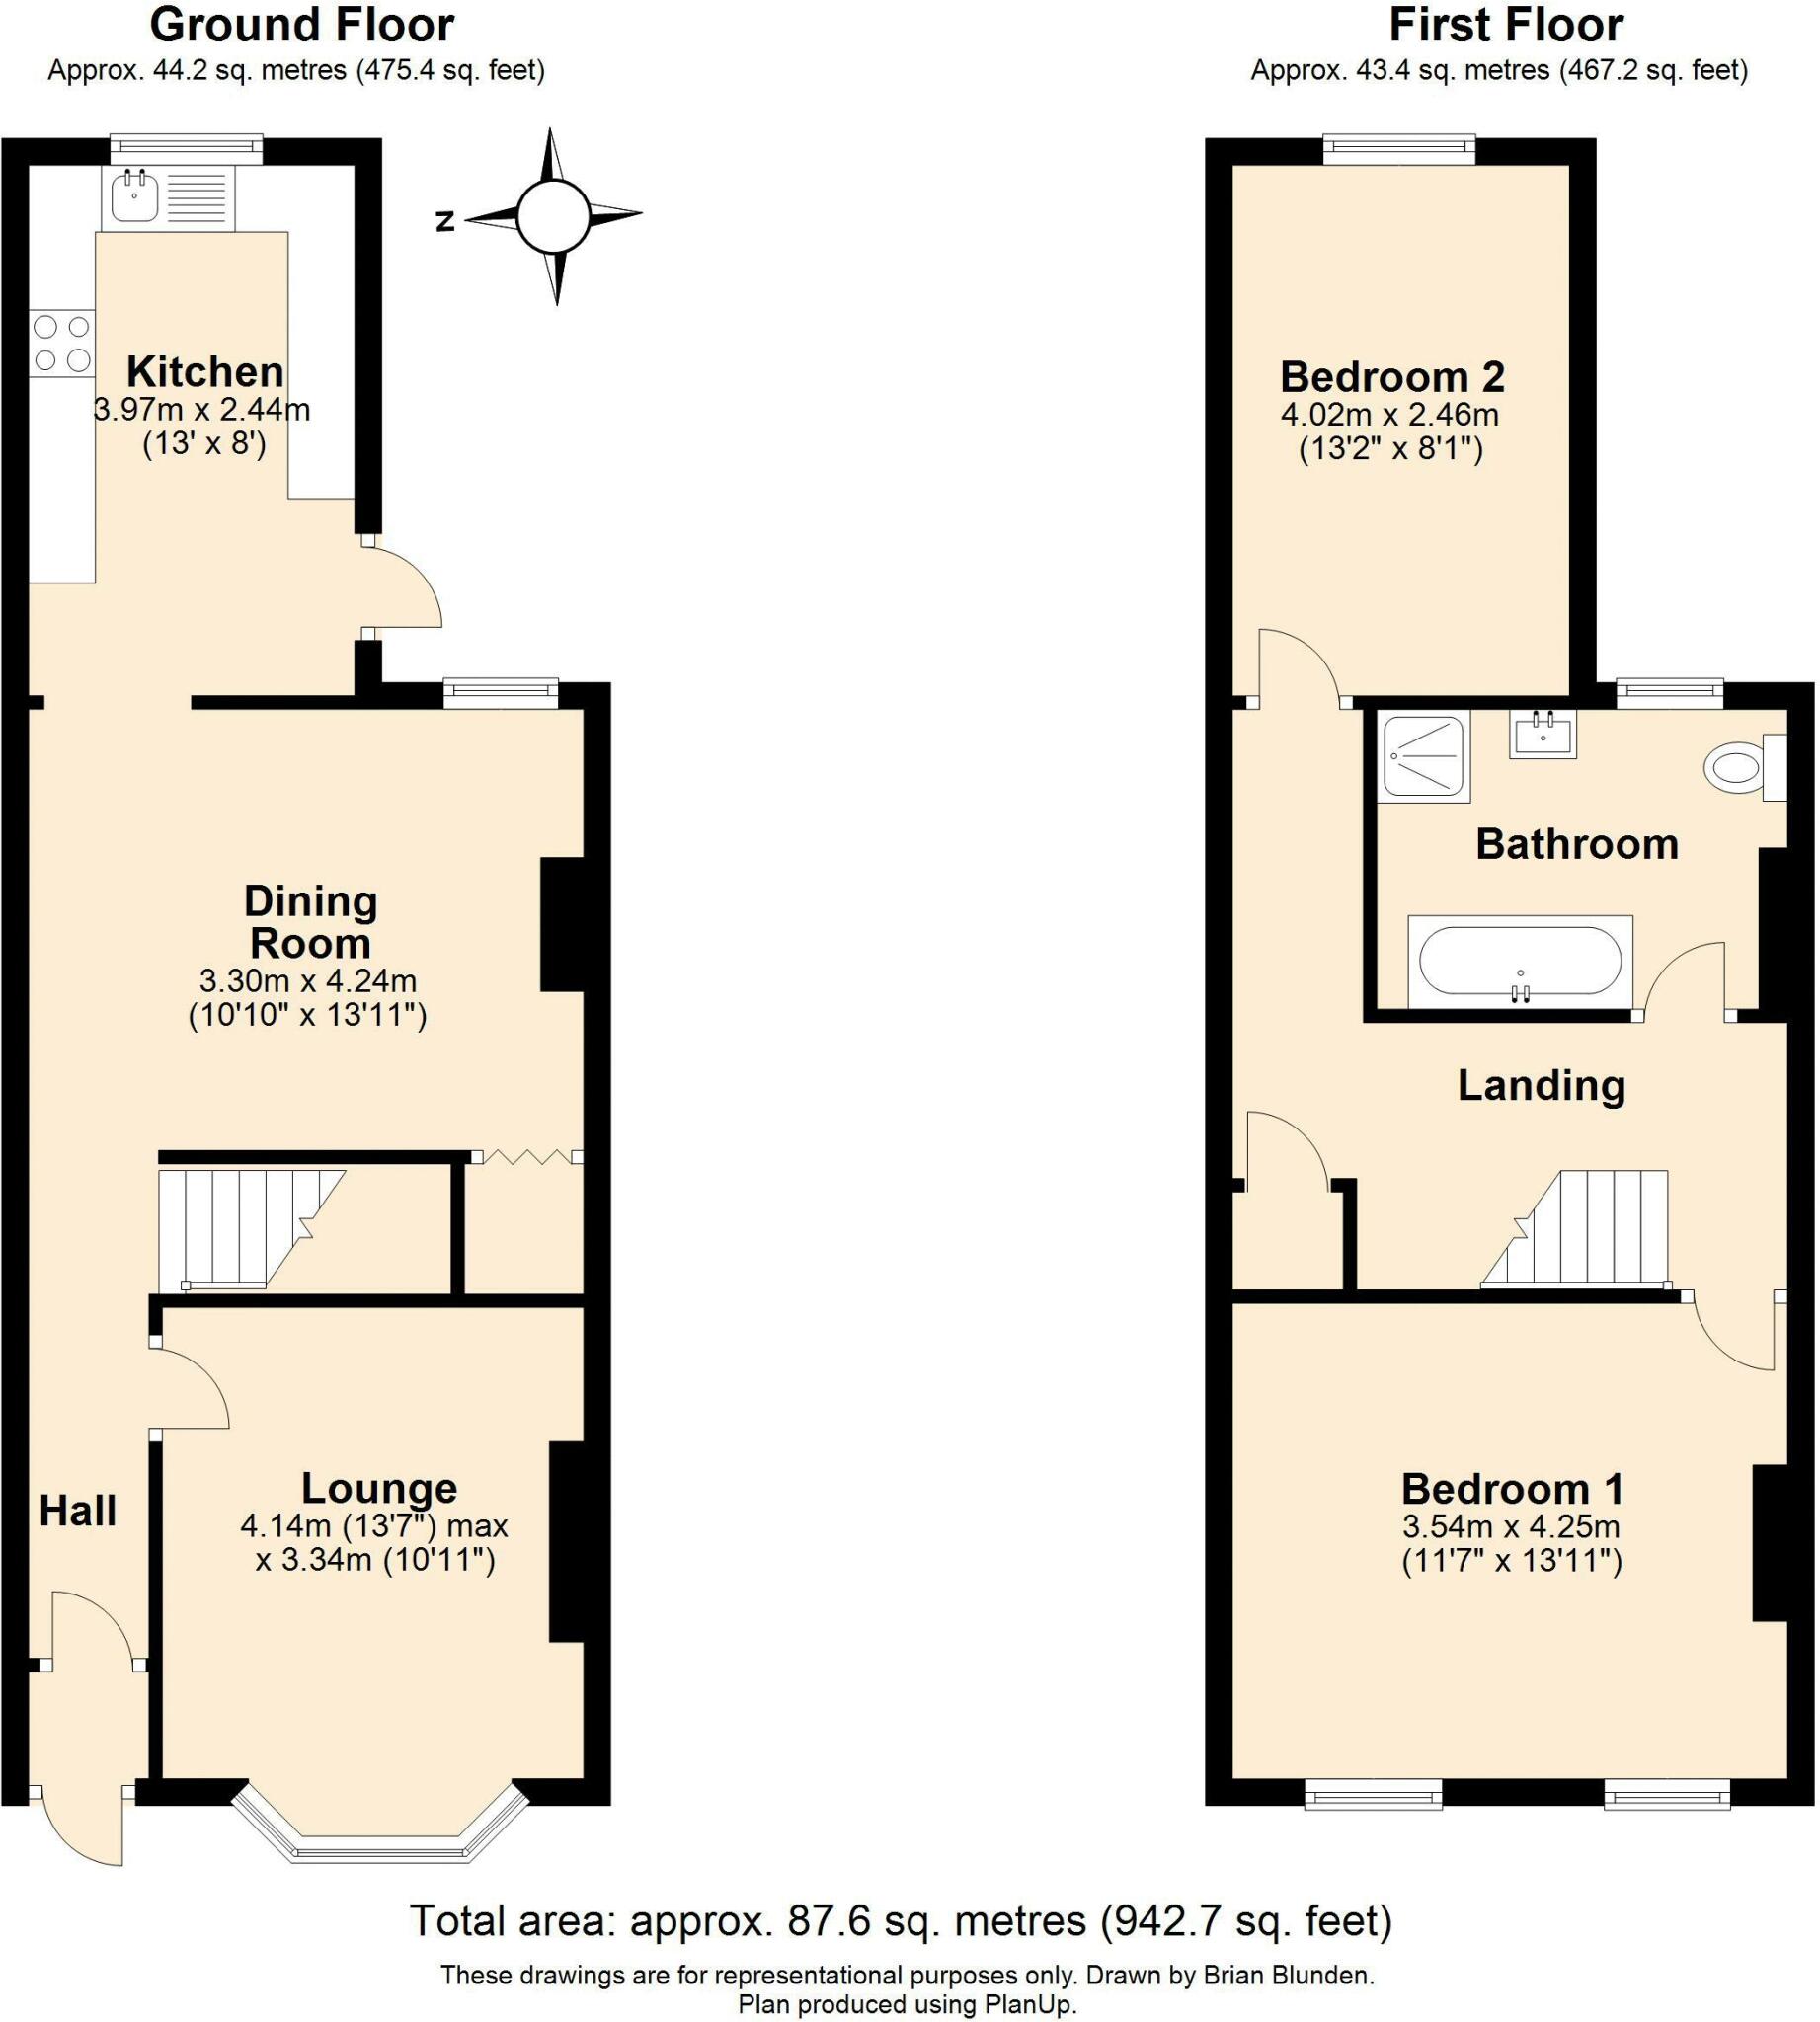 Ground Floor
Approx. 44.2 sq. metres (475.4 sq. feet)
N
Kitchen
3.97m x 2.44m
(13' x 8')
Dining
Room
3.30m x 4.24m
(10'10" x 13'11")
Lounge
4.14m (13'7") max
x 3.34m (10'11")
Hall
First Floor
Approx. 43.4 sq. metres (467.2 sq. feet)
Bedroom 2
4.02m x 2.46m
(13'2" x 8'1")
Bathroom
Landing
Bedroom 1
3.54m x 4.25m
(11'7" x 13'11")
Total area: approx. 87.6 sq. metres (942.7 sq. feet)
These drawings are for representational purposes only. Drawn by Brian Blunden.
Plan produced using PlanUp.